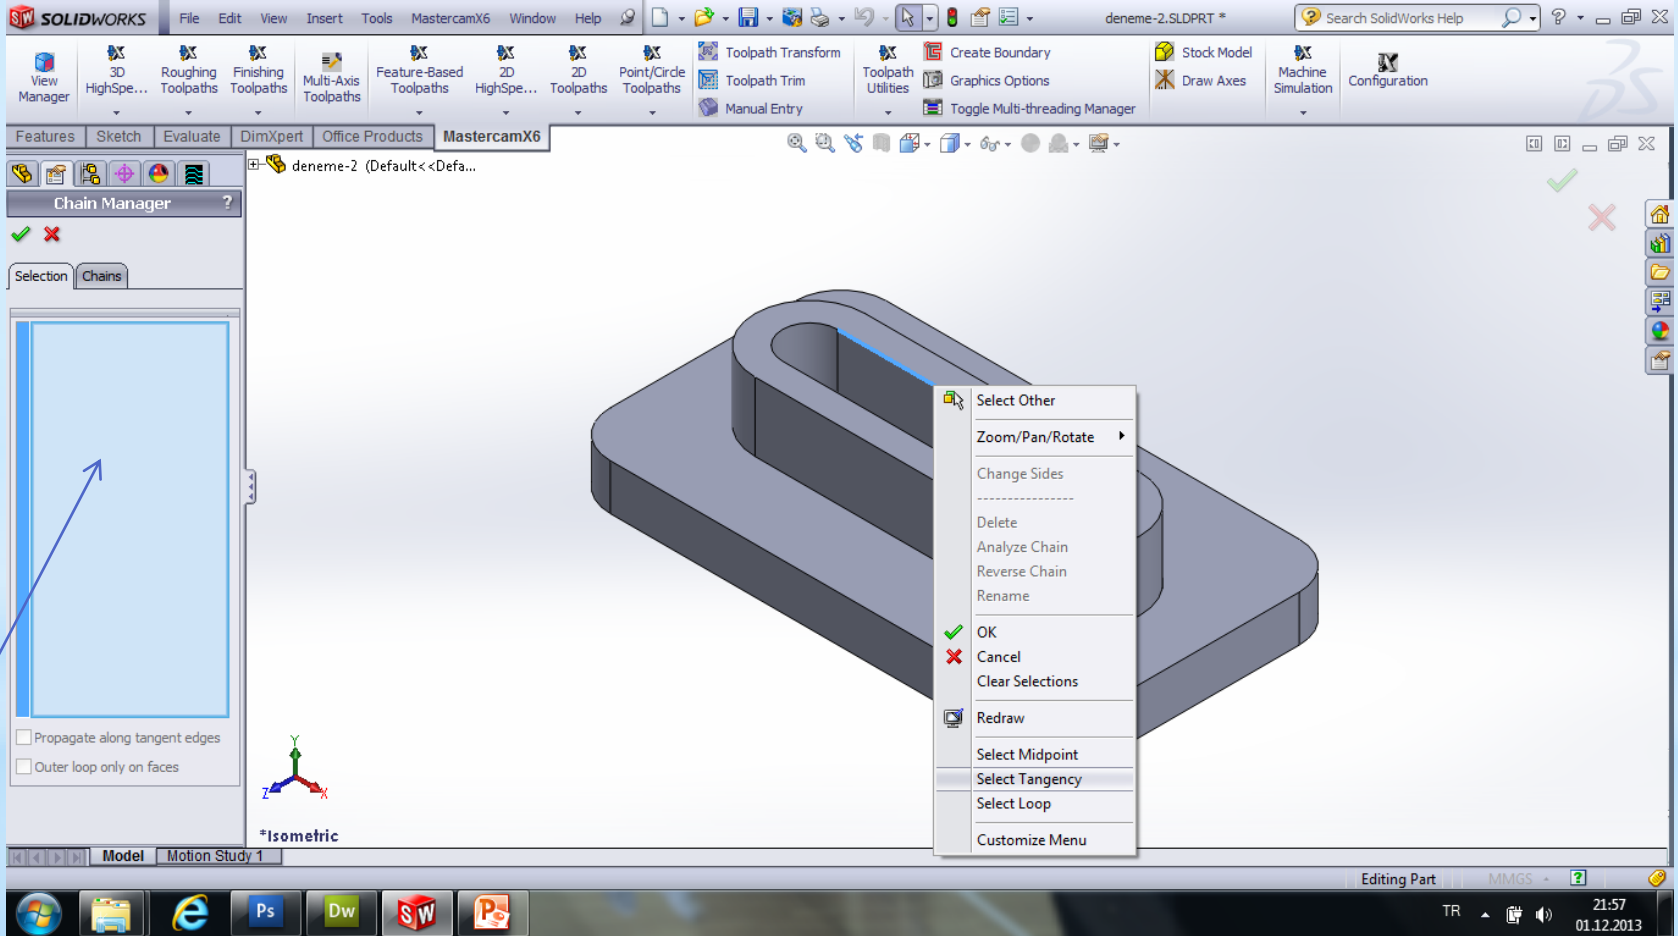 SOLIDWORKS File Edit View Insert Tools MastercamX6 Window Help deneme-2.SLDPRT * Search SolidWorks Help
View Manager
3D HighSpe...
Roughing Toolpaths
Finishing Toolpaths
Multi-Axis Toolpaths
Feature-Based Toolpaths
2D HighSpe...
2D Toolpaths
Point/Circle Toolpaths
Toolpath Transform
Toolpath Trim
Manual Entry
Toolpath Utilities
Create Boundary
Graphics Options
Toggle Multi-threading Manager
Stock Model
Draw Axes
Machine Simulation
Configuration
Features Sketch Evaluate DimXpert Office Products MastercamX6
deneme-2 (Default<<Defa...
Chain Manager ?
Selection Chains
Propagate along tangent edges
Outer loop only on faces
Select Other
Zoom/Pan/Rotate
Change Sides
----------------
Delete
Analyze Chain
Reverse Chain
Rename
OK
Cancel
Clear Selections
Redraw
Select Midpoint
Select Tangency
Select Loop
Customize Menu
Y
Z X
*Isometric
Model Motion Study 1
Editing Part MMGS ?
Ps Dw SW P
TR 21:57
01.12.2013